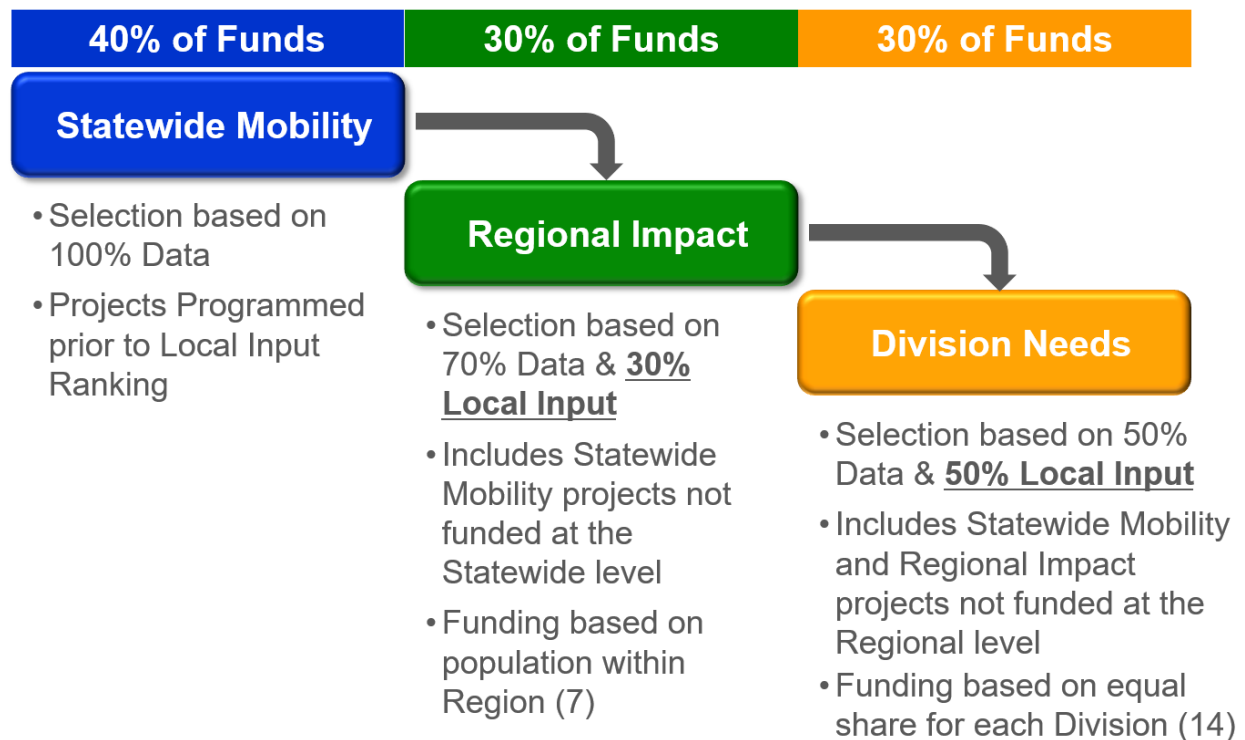 40% of Funds
30% of Funds
30% of Funds
Statewide Mobility
• Selection based on
100% Data
• Projects Programmed
prior to Local Input
Ranking
Regional Impact
• Selection based on
70% Data & 30%
Local Input
• Includes Statewide
Mobility projects not
funded at the
Statewide level
• Funding based on
population within
Region (7)
Division Needs
• Selection based on 50%
Data & 50% Local Input
• Includes Statewide Mobility
and Regional Impact
projects not funded at the
Regional level
• Funding based on equal
share for each Division (14)